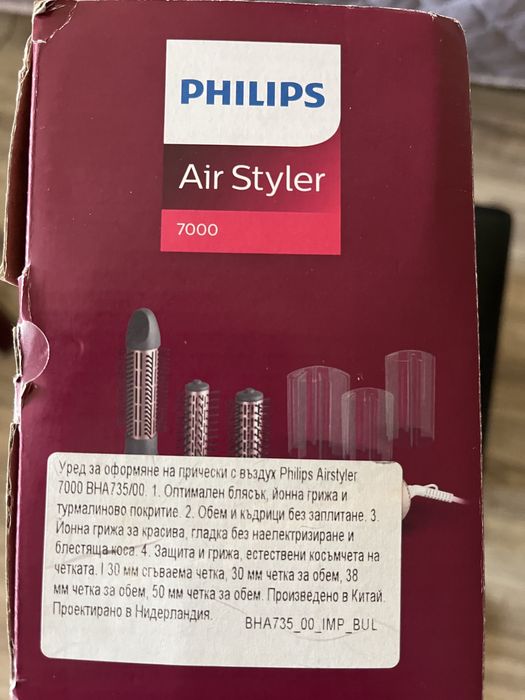 PHILIPS
Air Styler
7000
Уред за оформяне на прически с въздух Philips Airstyler
7000 BHA735/00. 1. Оптимален блясък, йонна грижа и
турмалиново покритие. 2. Обем и къдрици без заплитане. 3.
Йонна грижа за красива, гладка без наелектризиране и
блестяща коса. 4. Защита и грижа, естествени косъмчета на
четката. I 30 мм сгъваема четка, 30 мм четка за обем, 38
мм четка за обем, 50 мм четка за обем. Произведено в Китай.
Проектирано в Нидерландия.
BHA735_00_IMP_BUL